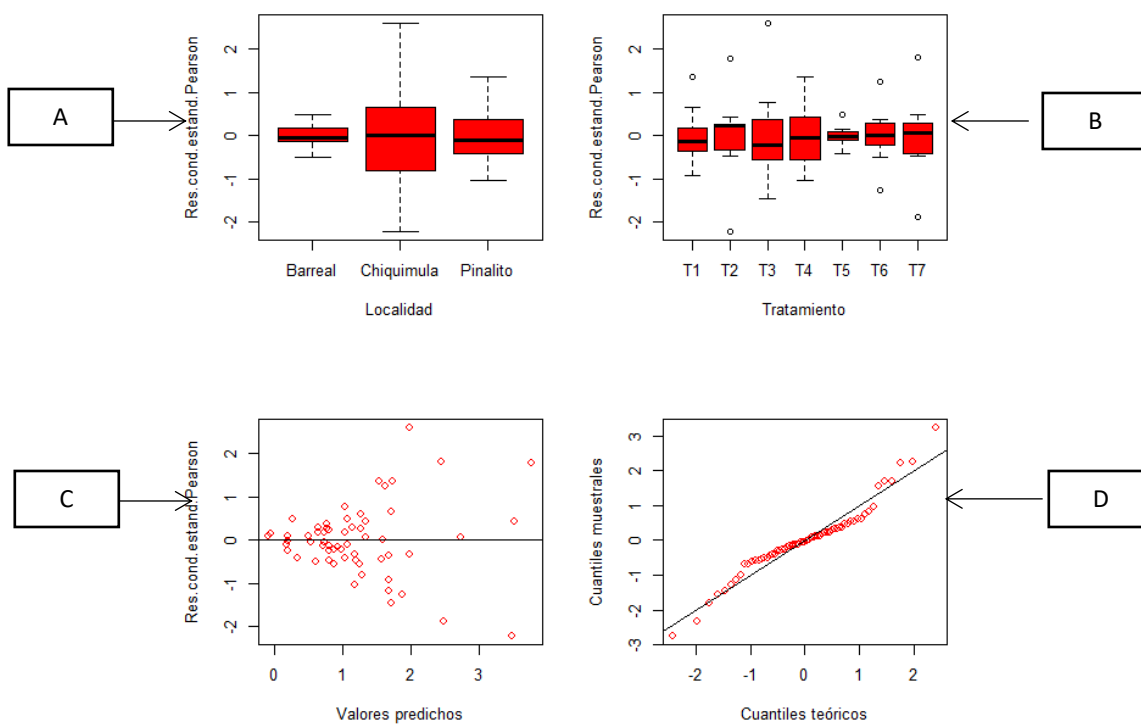 A
Res.cond.estand.Pearson
2
1
0
-1
-2
Barreal Chiquimula Pinalito
Localidad
B
Res.cond.estand.Pearson
2
1
0
-1
-2
T1 T2 T3 T4 T5 T6 T7
Tratamiento
C
Res.cond.estand.Pearson
2
1
0
-1
-2
0 1 2 3
Valores predichos
D
Cuantiles muestrales
3
2
1
0
-1
-2
-3
-2 -1 0 1 2
Cuantiles teóricos